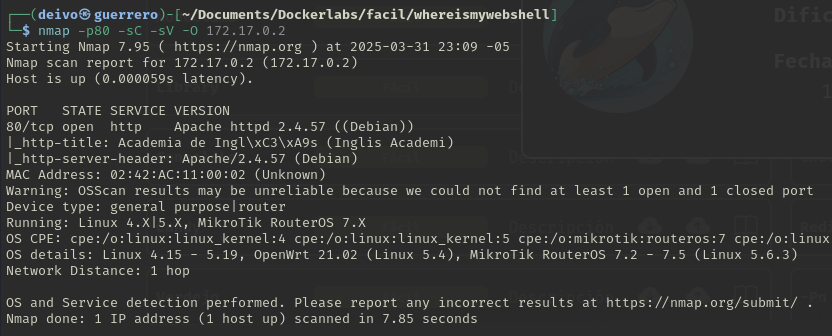 ┌──(deivo㉿guerrero)-[~/Documents/Dockerlabs/facil/whereismywebshell]
└─$ nmap -p80 -sC -sV -O 172.17.0.2
Starting Nmap 7.95 ( https://nmap.org ) at 2025-03-31 23:09 -05
Nmap scan report for 172.17.0.2 (172.17.0.2)
Host is up (0.000059s latency).

PORT   STATE SERVICE VERSION
80/tcp open  http    Apache httpd 2.4.57 ((Debian))
|_http-title: Academia de Ingl\xC3\xA9s (Inglis Academi)
|_http-server-header: Apache/2.4.57 (Debian)
MAC Address: 02:42:AC:11:00:02 (Unknown)
Warning: OSScan results may be unreliable because we could not find at least 1 open and 1 closed port
Device type: general purpose|router
Running: Linux 4.X|5.X, MikroTik RouterOS 7.X
OS CPE: cpe:/o:linux:linux_kernel:4 cpe:/o:linux:linux_kernel:5 cpe:/o:mikrotik:routeros:7 cpe:/o:linux
OS details: Linux 4.15 - 5.19, OpenWrt 21.02 (Linux 5.4), MikroTik RouterOS 7.2 - 7.5 (Linux 5.6.3)
Network Distance: 1 hop

OS and Service detection performed. Please report any incorrect results at https://nmap.org/submit/ .
Nmap done: 1 IP address (1 host up) scanned in 7.85 seconds
Dific
Fecha